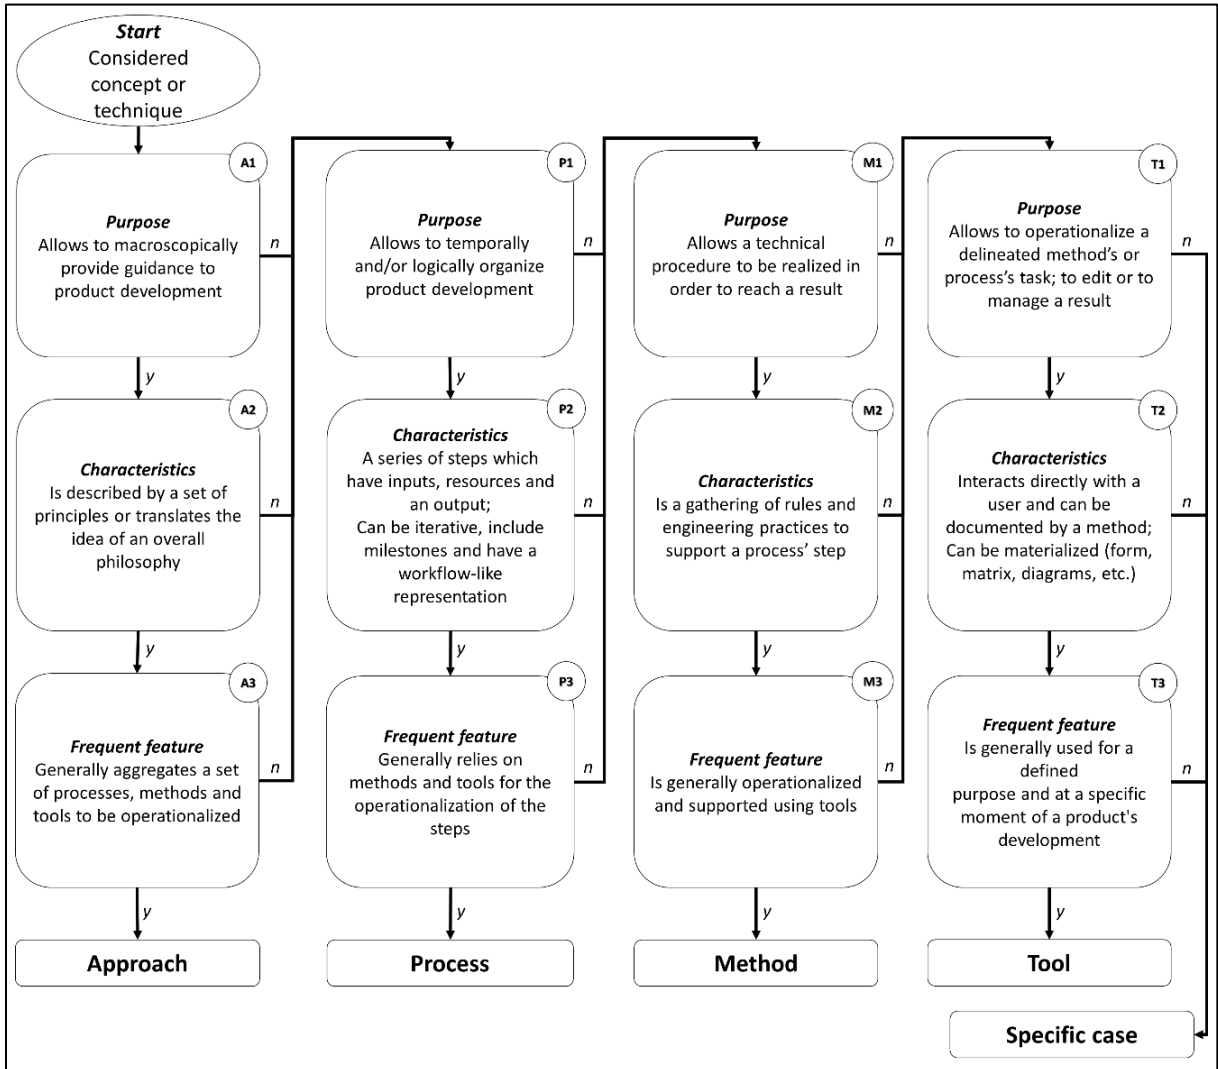 Start
Considered
concept or
technique
A1
Purpose
Allows to macroscopically
provide guidance to
product development
n
y
A2
Characteristics
Is described by a set of
principles or translates the
idea of an overall
philosophy
n
y
A3
Frequent feature
Generally aggregates a set
of processes, methods and
tools to be operationalized
n
y
Approach
P1
Purpose
Allows to temporally
and/or logically organize
product development
n
y
P2
Characteristics
A series of steps which
have inputs, resources and
an output;
Can be iterative, include
milestones and have a
workflow-like
representation
n
y
P3
Frequent feature
Generally relies on
methods and tools for the
operationalization of the
steps
n
y
Process
M1
Purpose
Allows a technical
procedure to be realized in
order to reach a result
n
y
M2
Characteristics
Is a gathering of rules and
engineering practices to
support a process’ step
n
y
M3
Frequent feature
Is generally operationalized
and supported using tools
n
y
Method
T1
Purpose
Allows to operationalize a
delineated method’s or
process’s task; to edit or to
manage a result
n
y
T2
Characteristics
Interacts directly with a
user and can be
documented by a method;
Can be materialized (form,
matrix, diagrams, etc.)
n
y
T3
Frequent feature
Is generally used for a
defined
purpose and at a specific
moment of a product's
development
n
y
Tool
Specific case